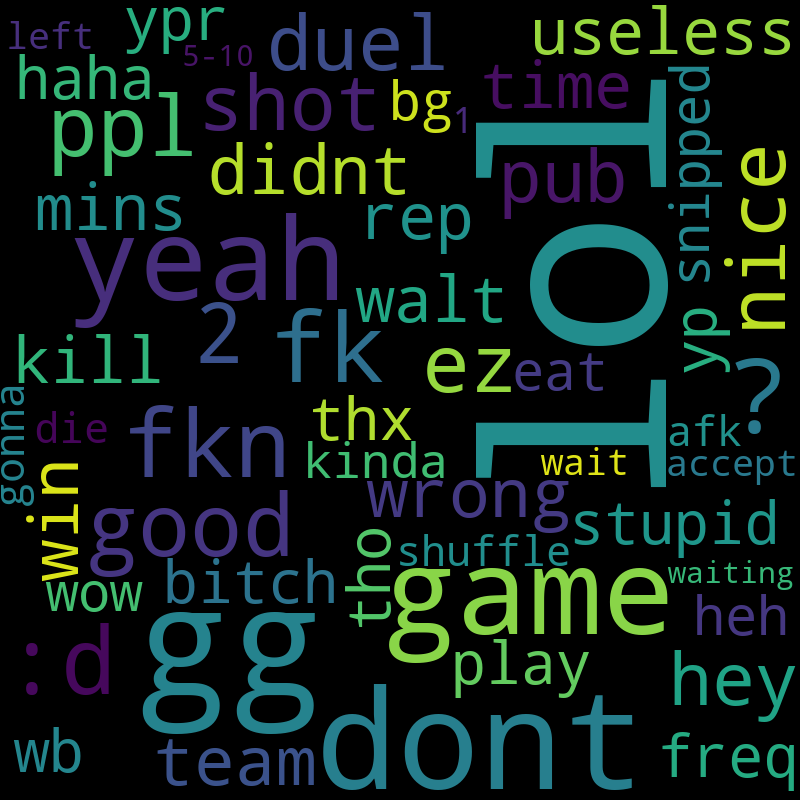 left
ypr
5-10
duel
useless
haha
ppl
shot
bg
1
time
lol
snipped
didnt
pub
nice
mins
rep
yeah
walt
2
fk
yp
kill
ez
eat
?
gonna
die
fkn
thx
kinda
afk
wait
accept
win
good
wrong
stupid
shuffle
tho
wow
bitch
game
waiting
heh
:d
gg
play
hey
dont
wb
team
freq